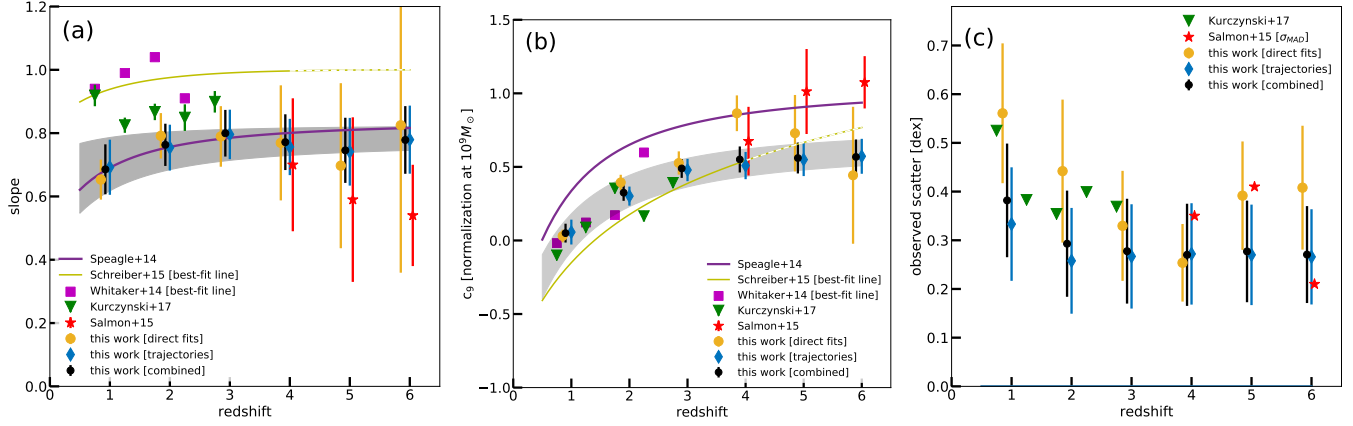 (a)
1.2
1.0
0.8
0.6
0.4
0.2
0.0
slope
Speagle+14
Schreiber+15 [best-fit line]
Whitaker+14 [best-fit line]
Kurczynski+17
Salmon+15
this work [direct fits]
this work [trajectories]
this work [combined]
0 1 2 3 4 5 6
redshift
(b)
1.5
1.0
0.5
0.0
−0.5
−1.0
c₉ [normalization at 10⁹M⊙]
Speagle+14
Schreiber+15 [best-fit line]
Whitaker+14 [best-fit line]
Kurczynski+17
Salmon+15
this work [direct fits]
this work [trajectories]
this work [combined]
0 1 2 3 4 5 6
redshift
(c)
0.7
0.6
0.5
0.4
0.3
0.2
0.1
0.0
observed scatter [dex]
Kurczynski+17
Salmon+15 [σMAD]
this work [direct fits]
this work [trajectories]
this work [combined]
0 1 2 3 4 5 6
redshift